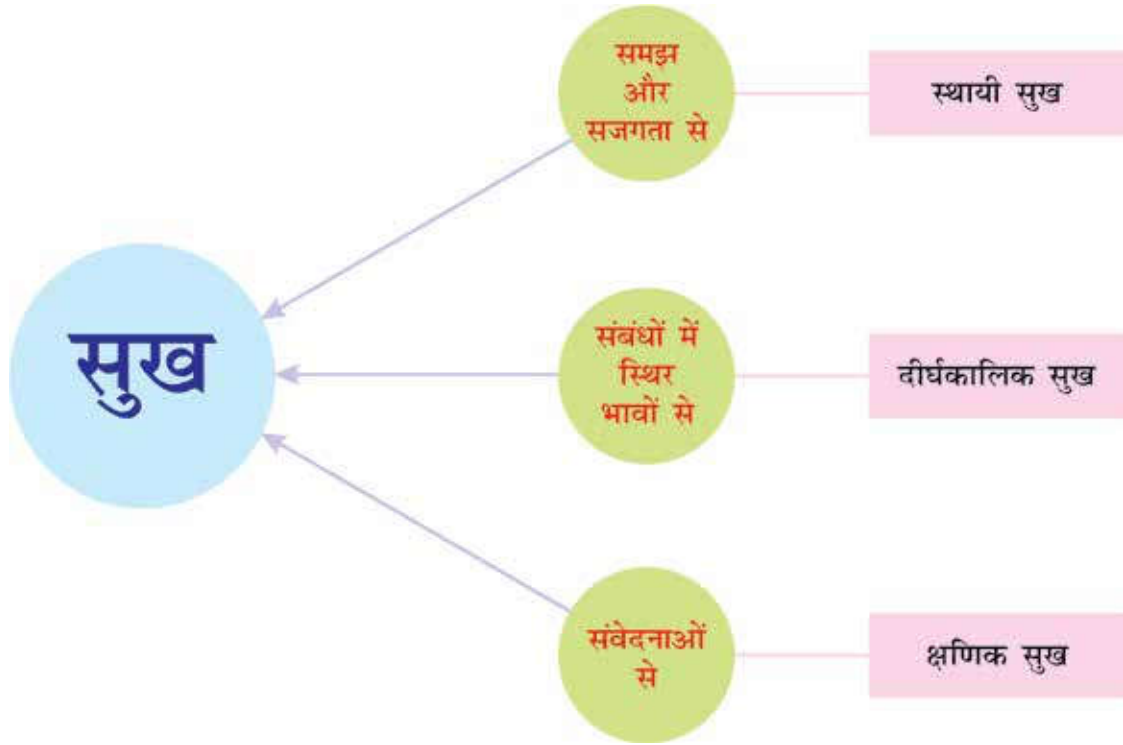 समझ
और
सजगता से
स्थायी सुख
सुख
संबंधों में
स्थिर
भावों से
दीर्घकालिक सुख
संवेदनाओं
से
क्षणिक सुख